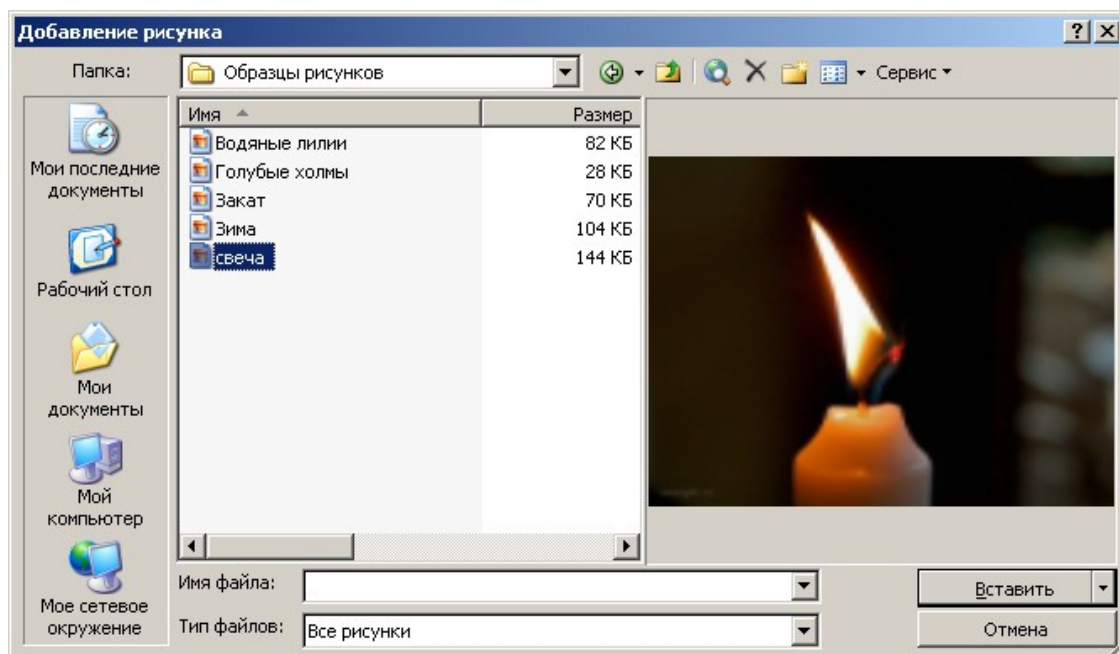 Добавление рисунка
Папка:
Образцы рисунков
Сервис
Мои последние
документы
Рабочий стол
Мои
документы
Мой
компьютер
Мое сетевое
окружение
Имя Размер
Водяные лилии 82 КБ
Голубые холмы 28 КБ
Закат 70 КБ
Зима 104 КБ
свеча 144 КБ
Имя файла:
Вставить
Тип файлов: Все рисунки
Отмена